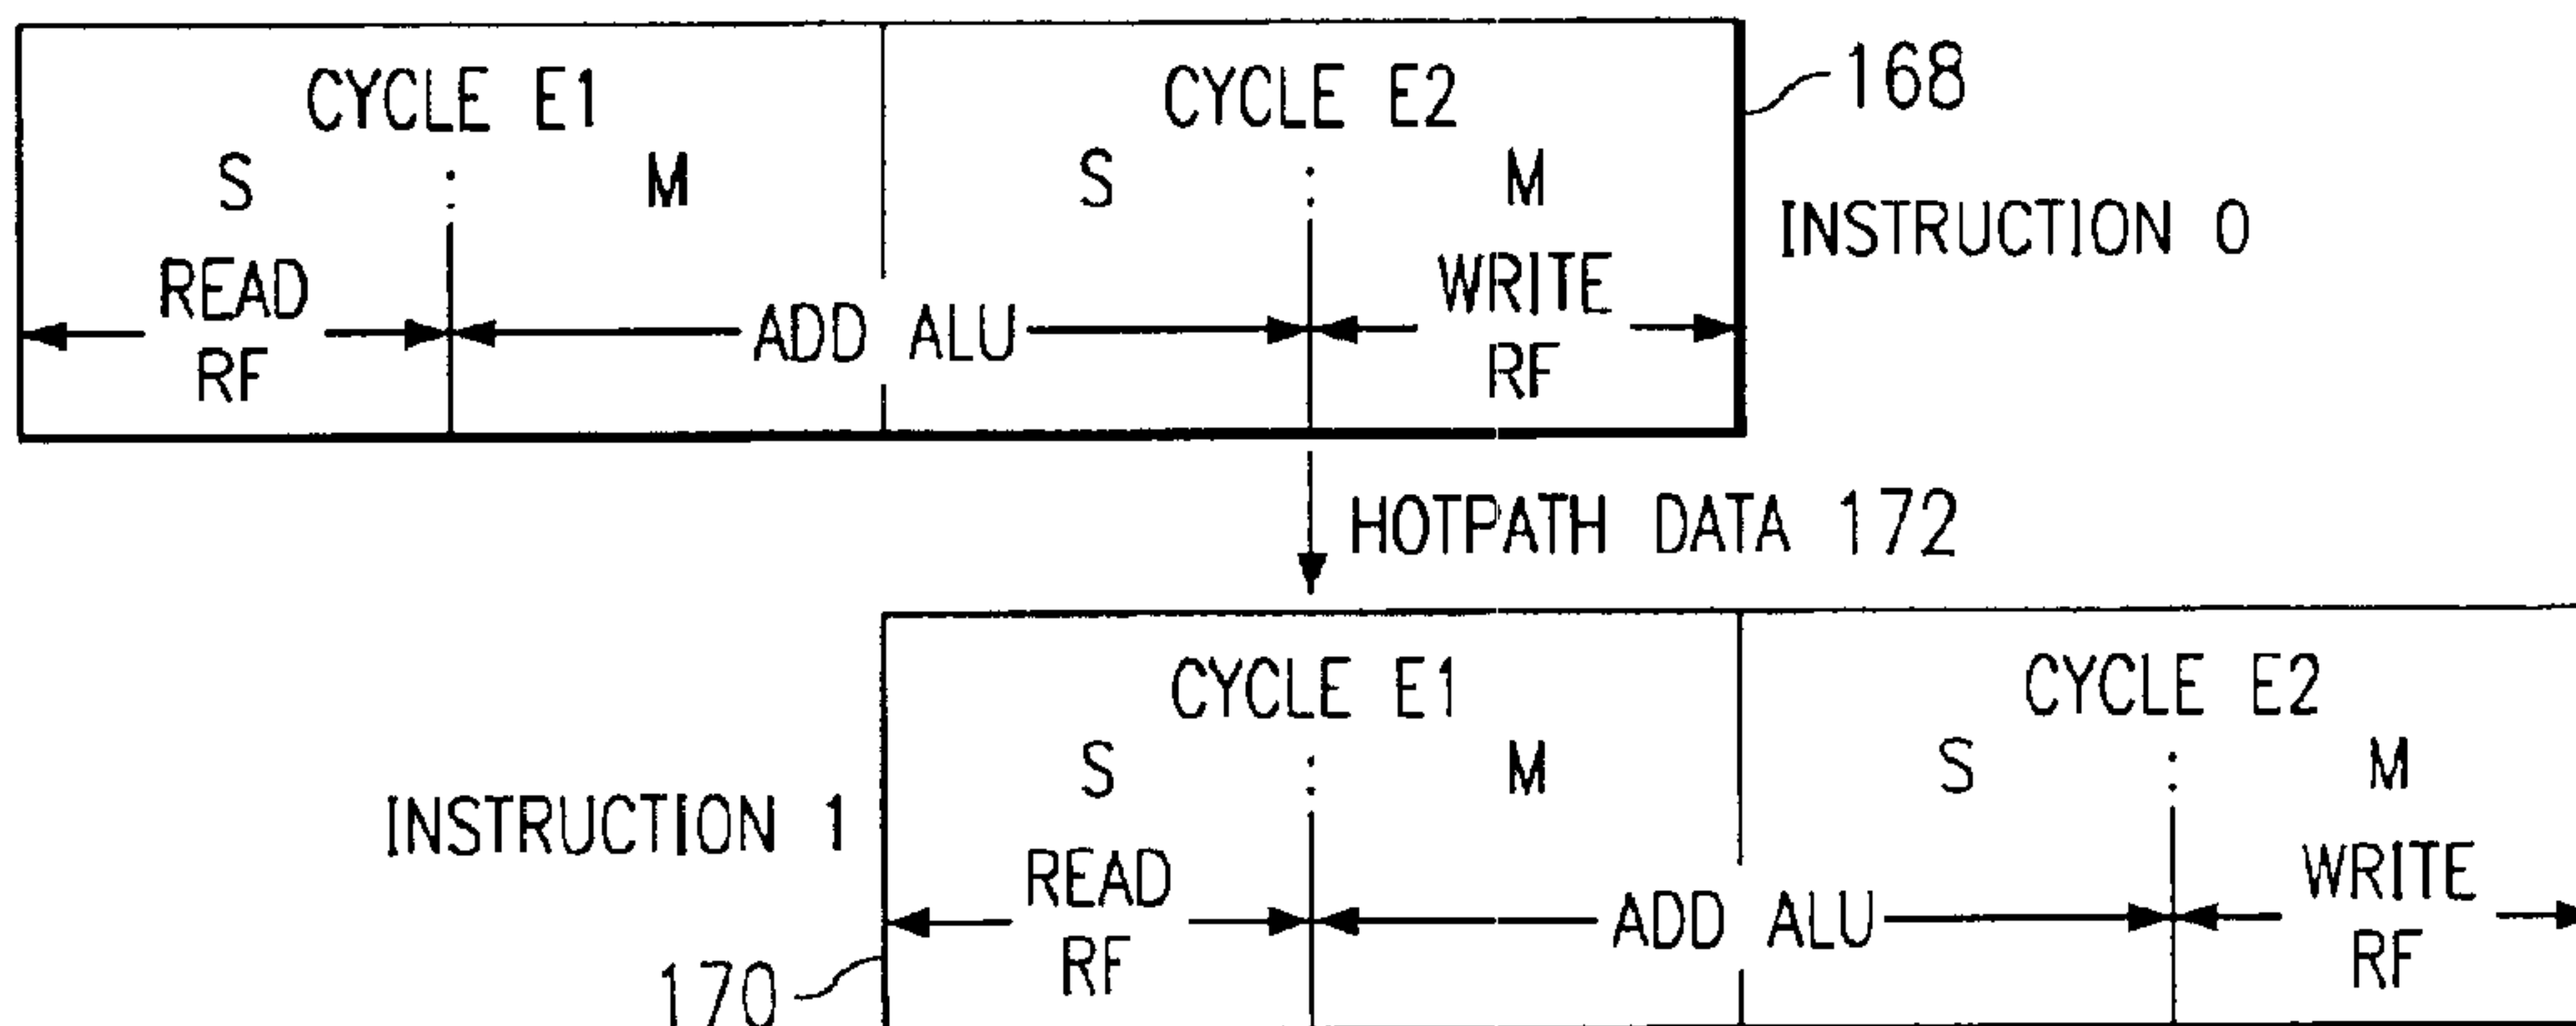 CYCLE E1 CYCLE E2 168
S : M S : M
INSTRUCTION 0
READ RF ADD ALU WRITE RF
HOTPATH DATA 172
CYCLE E1 CYCLE E2
S : M S : M
INSTRUCTION 1
READ RF ADD ALU WRITE RF
170